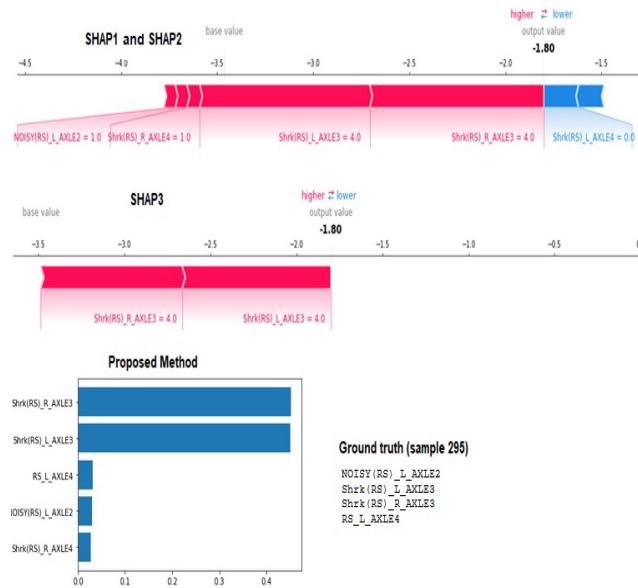 higher ⇄ lower
SHAP1 and SHAP2
base value
output value
-1.80
−4.5 −4.0 −3.5 −3.0 −2.5 −2.0 −1.5
NOISY(RS)_L_AXLE2 = 1.0 Shrk(RS)_R_AXLE4 = 1.0 Shrk(RS)_L_AXLE3 = 4.0 Shrk(RS)_R_AXLE3 = 4.0 Shrk(RS)_L_AXLE4 = 0.0
SHAP3
higher ⇄ lower
base value
output value
-1.80
−3.5 −3.0 −2.5 −2.0 −1.5 −1.0 −0.5 0.0
Shrk(RS)_R_AXLE3 = 4.0 Shrk(RS)_L_AXLE3 = 4.0
Proposed Method
Shrk(RS)_R_AXLE3
Shrk(RS)_L_AXLE3
RS_L_AXLE4
IOISY(RS)_L_AXLE2
Shrk(RS)_R_AXLE4
0.0 0.1 0.2 0.3 0.4
Ground truth (sample 295)
NOISY(RS)_L_AXLE2
Shrk(RS)_L_AXLE3
Shrk(RS)_R_AXLE3
RS_L_AXLE4